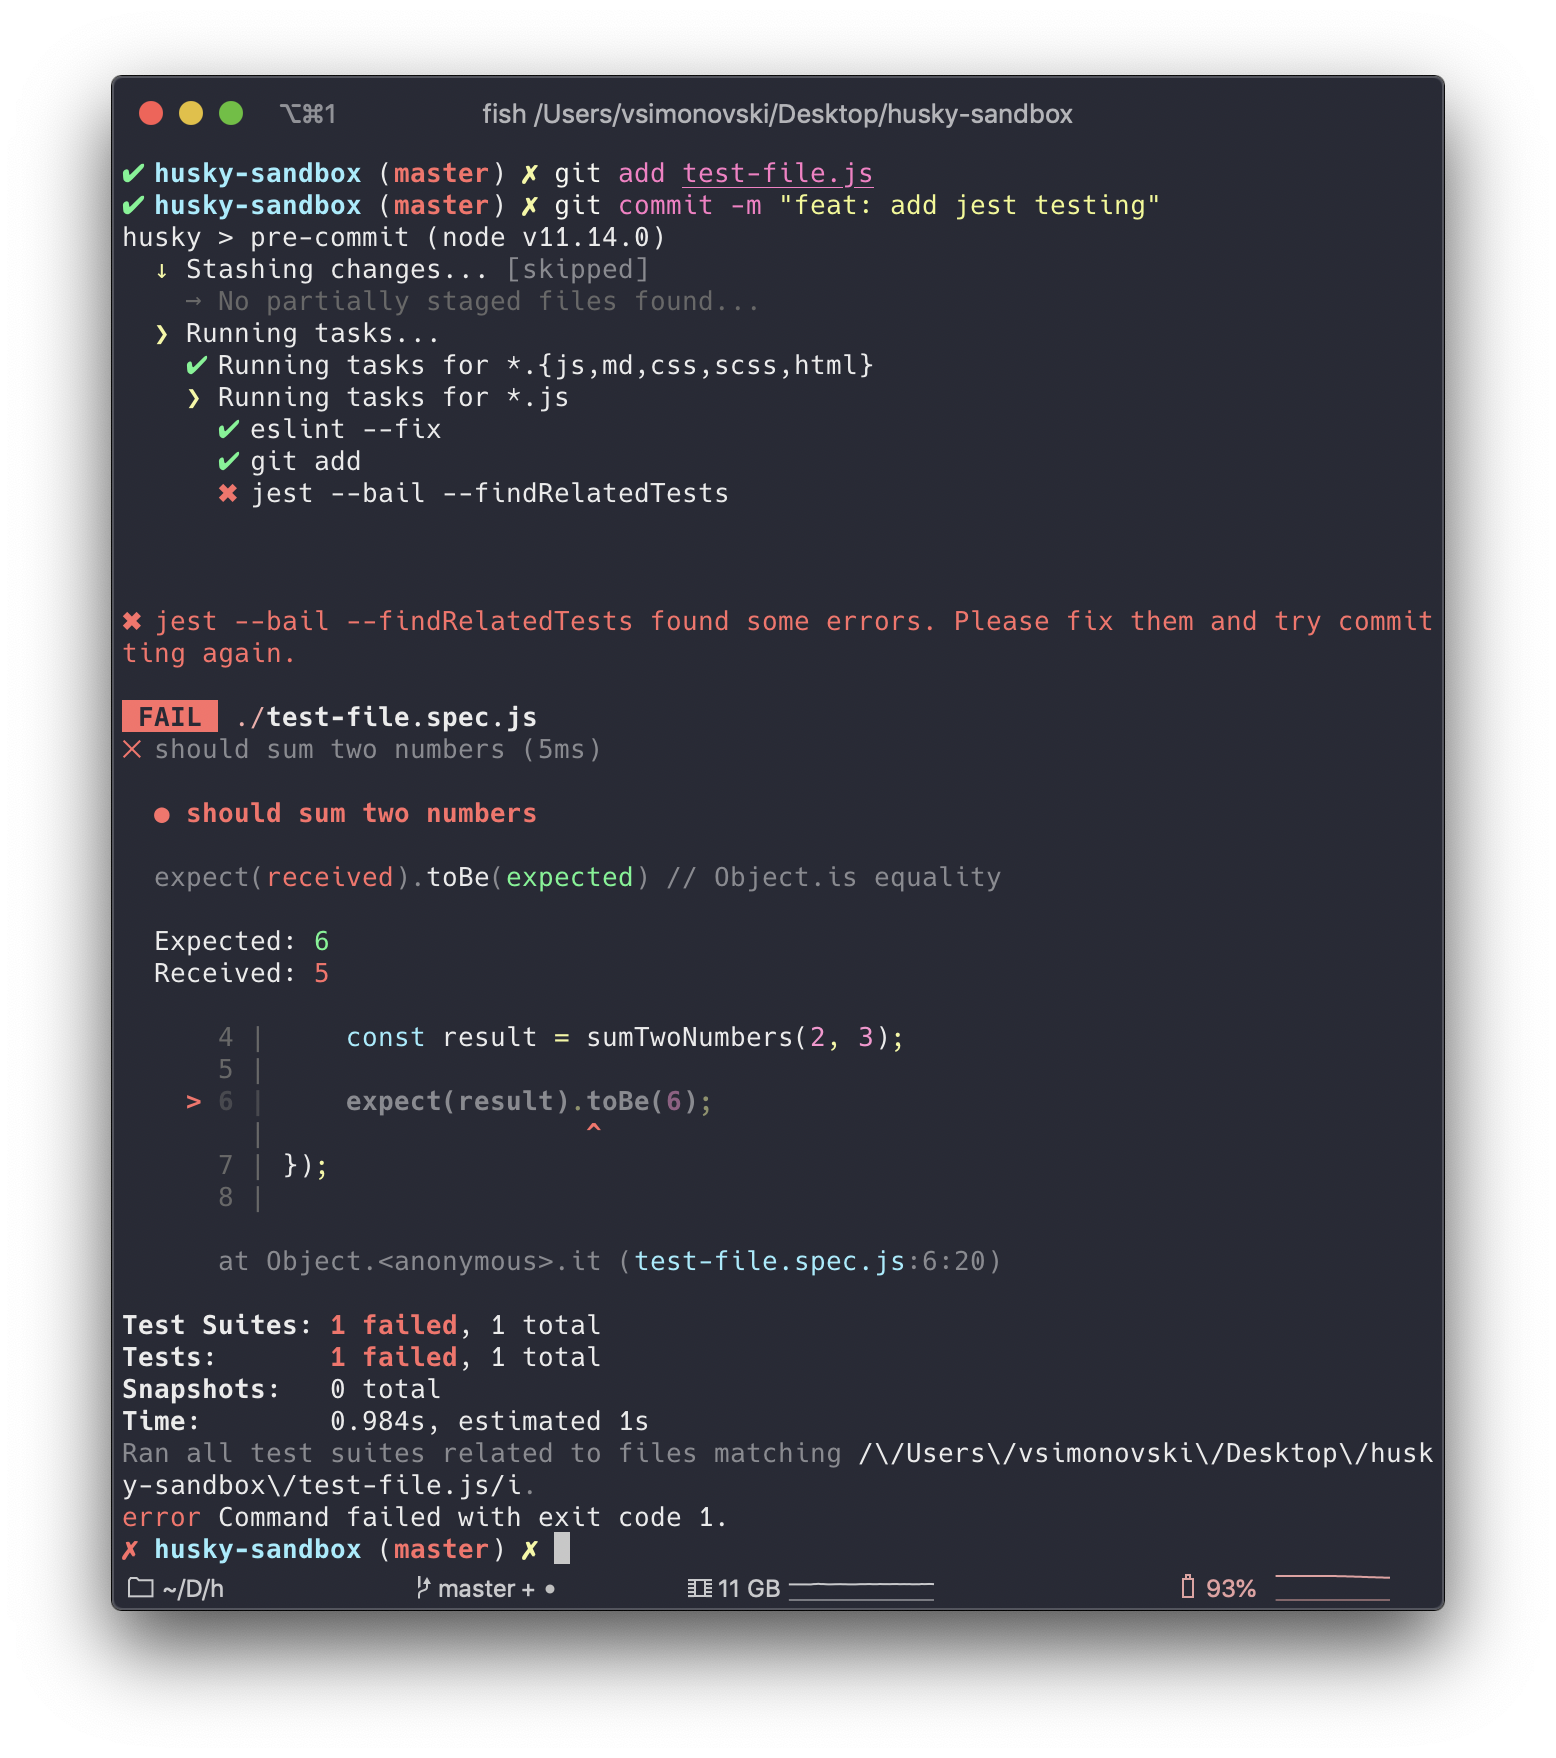 ⌥⌘1 fish /Users/vsimonovski/Desktop/husky-sandbox
✔ husky-sandbox (master) ✗ git add test-file.js
✔ husky-sandbox (master) ✗ git commit -m "feat: add jest testing"
husky > pre-commit (node v11.14.0)
  ↓ Stashing changes... [skipped]
    → No partially staged files found...
  ❯ Running tasks...
    ✔ Running tasks for *.{js,md,css,scss,html}
    ❯ Running tasks for *.js
      ✔ eslint --fix
      ✔ git add
      ✖ jest --bail --findRelatedTests
✖ jest --bail --findRelatedTests found some errors. Please fix them and try commit
ting again.
FAIL ./test-file.spec.js
✕ should sum two numbers (5ms)
  ● should sum two numbers
  expect(received).toBe(expected) // Object.is equality
  Expected: 6
  Received: 5
      4 |     const result = sumTwoNumbers(2, 3);
      5 |
    > 6 |     expect(result).toBe(6);
        |                    ^
      7 | });
      8 |
      at Object.<anonymous>.it (test-file.spec.js:6:20)
Test Suites: 1 failed, 1 total
Tests:       1 failed, 1 total
Snapshots:   0 total
Time:        0.984s, estimated 1s
Ran all test suites related to files matching /\/Users\/vsimonovski\/Desktop\/husk
y-sandbox\/test-file.js/i.
error Command failed with exit code 1.
✗ husky-sandbox (master) ✗
~/D/h master + • 11 GB 93%